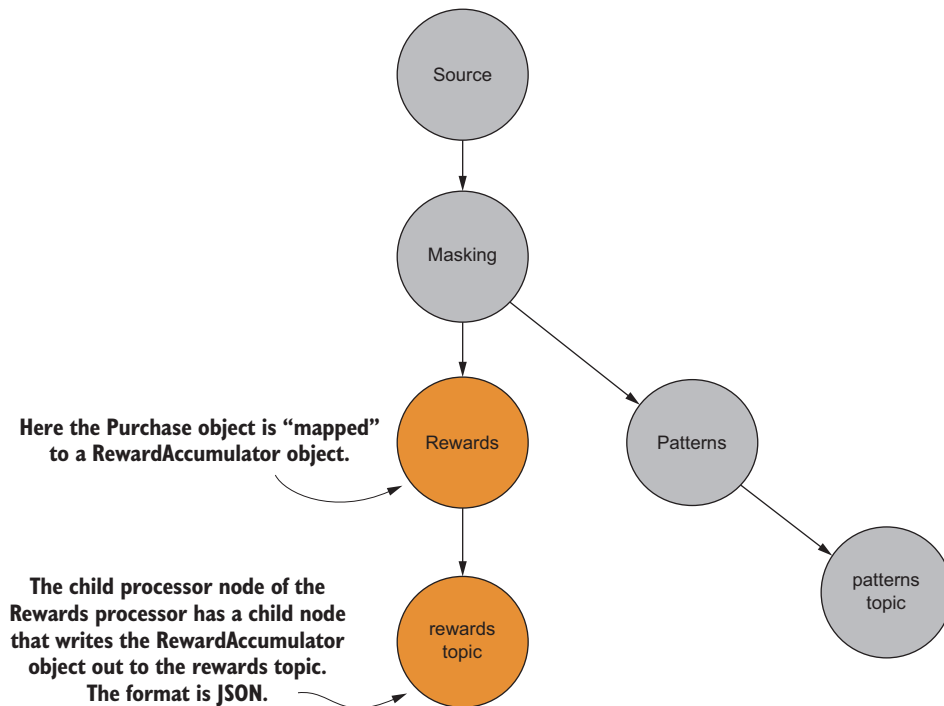 Source
Masking
Here the Purchase object is “mapped”
to a RewardAccumulator object.
Rewards
Patterns
The child processor node of the
Rewards processor has a child node
that writes the RewardAccumulator
object out to the rewards topic.
The format is JSON.
rewards
topic
patterns
topic